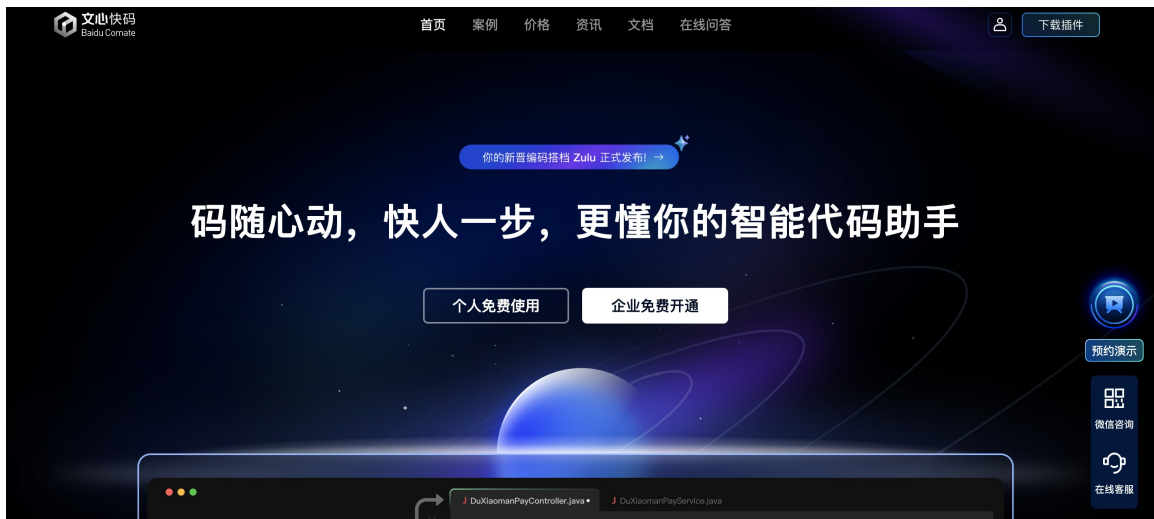 文心快码
Baidu Comate
首页 案例 价格 资讯 文档 在线问答
下载插件
你的新晋编码搭档 Zulu 正式发布! →
码随心动，快人一步，更懂你的智能代码助手
个人免费使用 企业免费开通
预约演示
微信咨询
在线客服
J DuXiaomanPayController.java • J DuXiaomanPayService.java